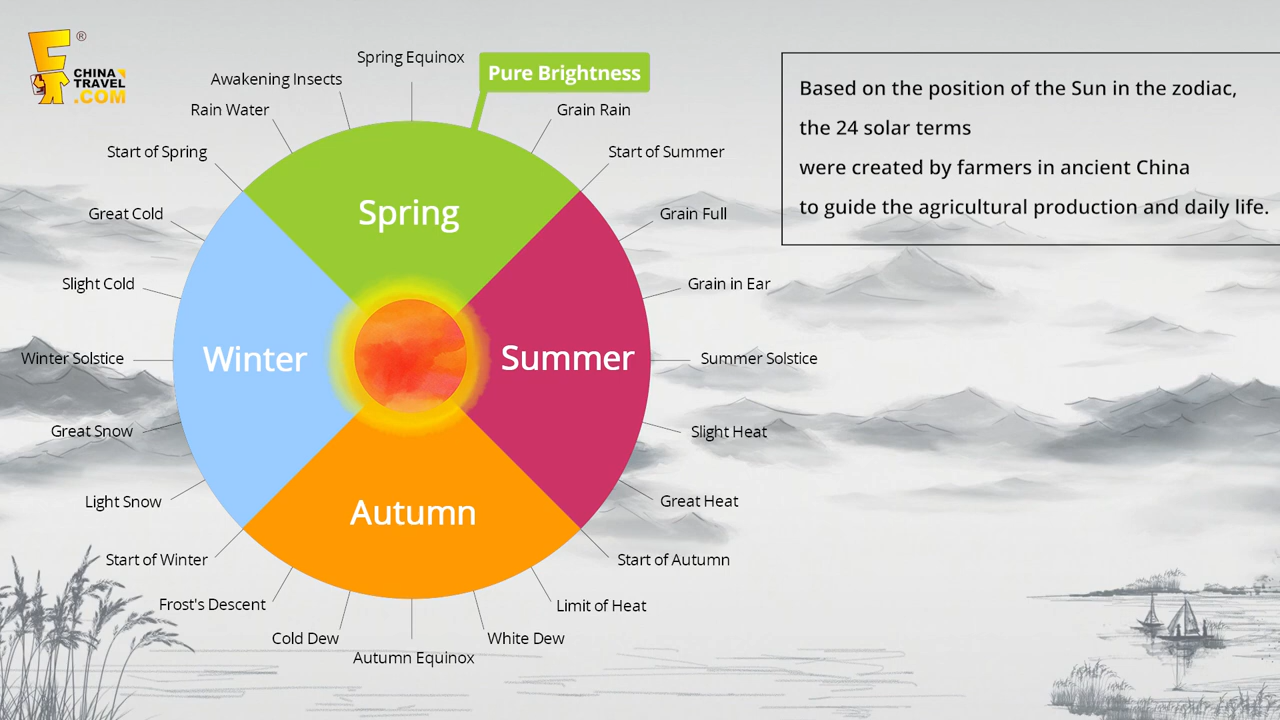 ®
CHINA
TRAVEL
.COM
Spring Equinox
Pure Brightness
Awakening Insects
Rain Water
Grain Rain
Start of Spring
Start of Summer
Great Cold
Grain Full
Slight Cold
Grain in Ear
Winter Solstice
Summer Solstice
Great Snow
Slight Heat
Light Snow
Great Heat
Start of Winter
Start of Autumn
Frost's Descent
Limit of Heat
Cold Dew
White Dew
Autumn Equinox
Spring
Winter
Summer
Autumn
Based on the position of the Sun in the zodiac,
the 24 solar terms
were created by farmers in ancient China
to guide the agricultural production and daily life.